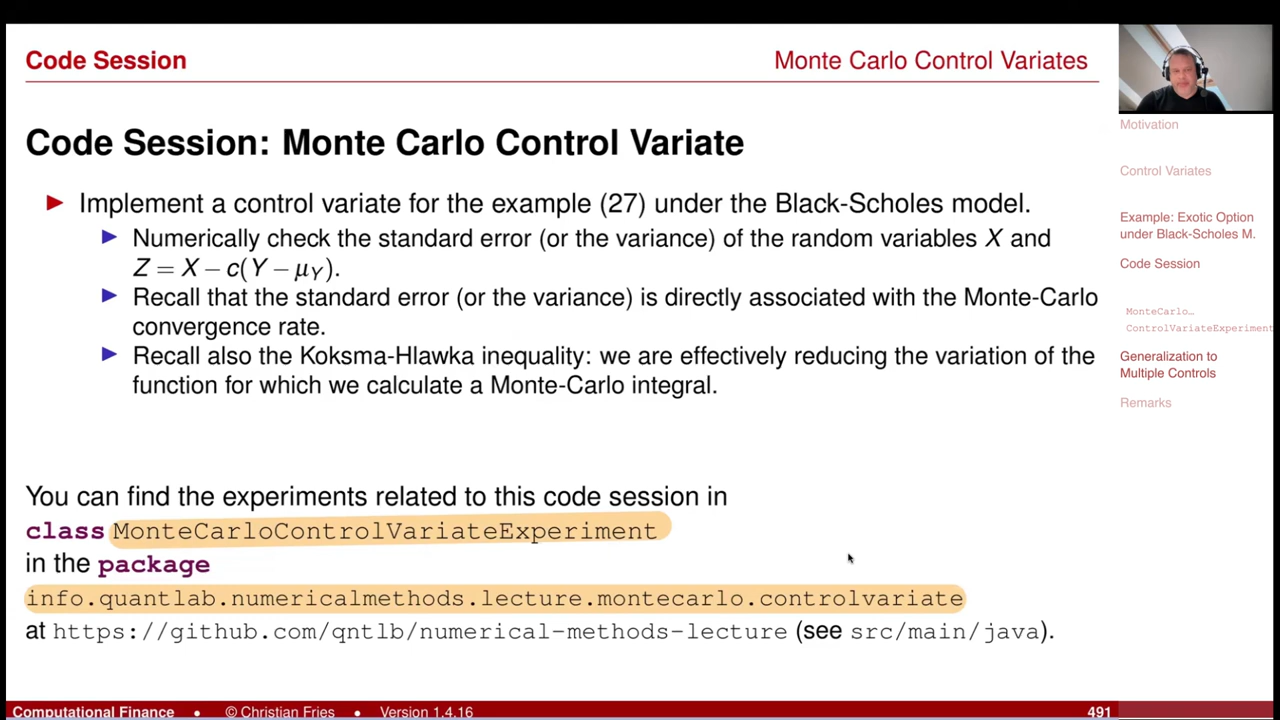 Code Session
Monte Carlo Control Variates
Code Session: Monte Carlo Control Variate
Implement a control variate for the example (27) under the Black-Scholes model.
Numerically check the standard error (or the variance) of the random variables X and
Z = X − c(Y − μ_Y).
Recall that the standard error (or the variance) is directly associated with the Monte-Carlo
convergence rate.
Recall also the Koksma-Hlawka inequality: we are effectively reducing the variation of the
function for which we calculate a Monte-Carlo integral.
You can find the experiments related to this code session in
class MonteCarloControlVariateExperiment
in the package
info.quantlab.numericalmethods.lecture.montecarlo.controlvariate
at https://github.com/qntlb/numerical-methods-lecture (see src/main/java).
Motivation
Control Variates
Example: Exotic Option
under Black-Scholes M.
Code Session
MonteCarlo…
ControlVariateExperiment
Generalization to
Multiple Controls
Remarks
Computational Finance • © Christian Fries • Version 1.4.16
491